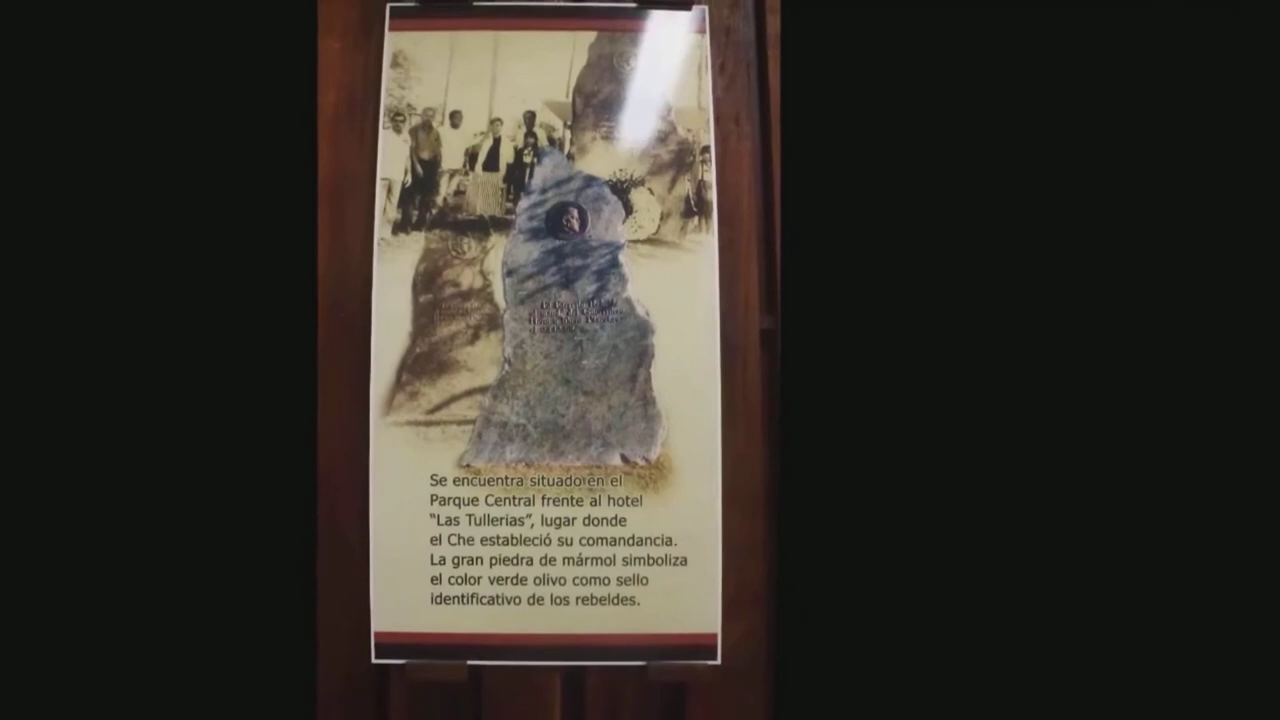 Se encuentra situado en el
Parque Central frente al hotel
“Las Tullerias”, lugar donde
el Che estableció su comandancia.
La gran piedra de mármol simboliza
el color verde olivo como sello
identificativo de los rebeldes.